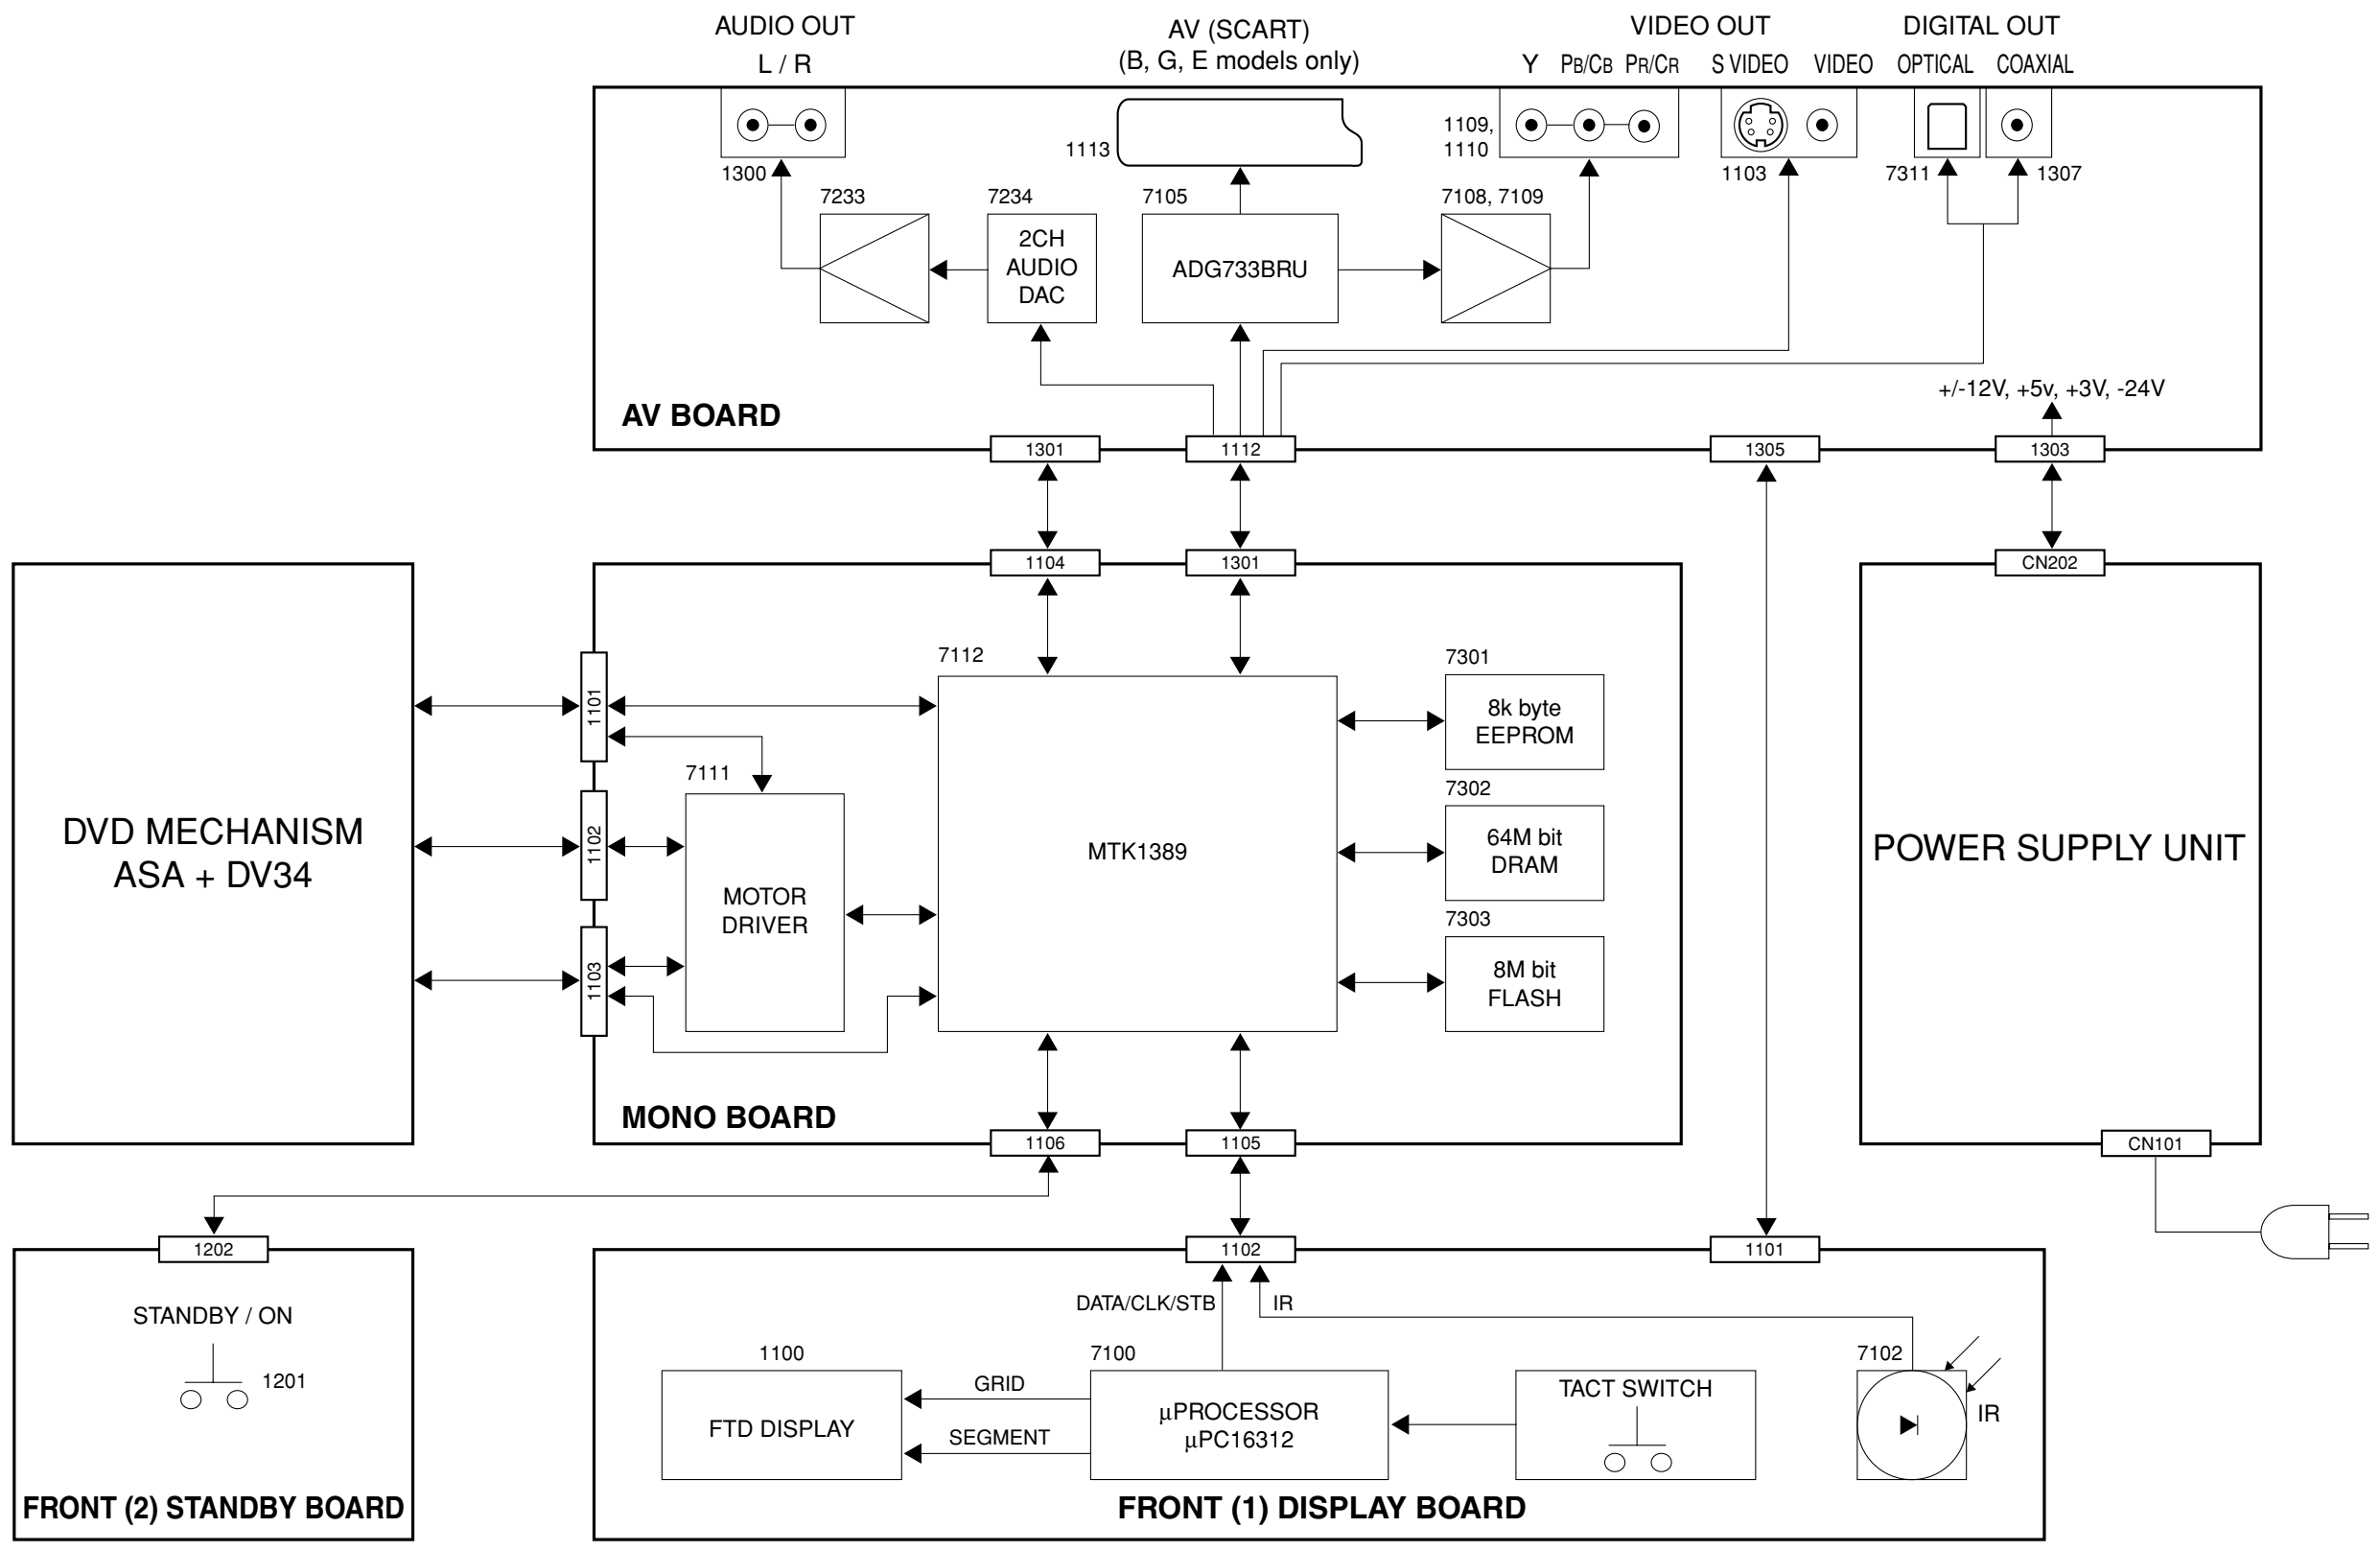 AUDIO OUT
L / R
AV (SCART)
(B, G, E models only)
VIDEO OUT
DIGITAL OUT
Y
PB/CB
PR/CR
S VIDEO
VIDEO
OPTICAL
COAXIAL
1300
1113
1109,
1110
1103
7311
1307
7233
7234
7105
7108, 7109
2CH
AUDIO
DAC
ADG733BRU
+/-12V, +5v, +3V, -24V
AV BOARD
1301
1112
1305
1303
1104
1301
CN202
7112
7301
1101
8k byte
EEPROM
7111
7302
DVD MECHANISM
ASA + DV34
1102
MTK1389
64M bit
DRAM
POWER SUPPLY UNIT
MOTOR
DRIVER
7303
1103
8M bit
FLASH
MONO BOARD
1106
1105
CN101
1202
1102
1101
STANDBY / ON
1201
DATA/CLK/STB
IR
1100
7100
7102
FTD DISPLAY
GRID
SEGMENT
µPROCESSOR
µPC16312
TACT SWITCH
IR
FRONT (2) STANDBY BOARD
FRONT (1) DISPLAY BOARD